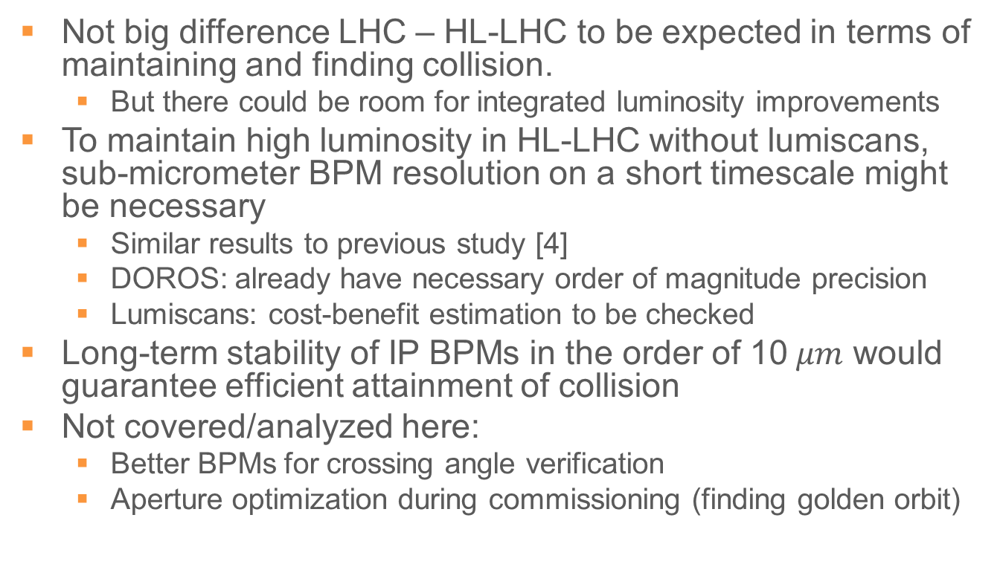 ▪ Not big difference LHC – HL-LHC to be expected in terms of
maintaining and finding collision.
▪ But there could be room for integrated luminosity improvements
▪ To maintain high luminosity in HL-LHC without lumiscans,
sub-micrometer BPM resolution on a short timescale might
be necessary
▪ Similar results to previous study [4]
▪ DOROS: already have necessary order of magnitude precision
▪ Lumiscans: cost-benefit estimation to be checked
▪ Long-term stability of IP BPMs in the order of 10 μm would
guarantee efficient attainment of collision
▪ Not covered/analyzed here:
▪ Better BPMs for crossing angle verification
▪ Aperture optimization during commissioning (finding golden orbit)